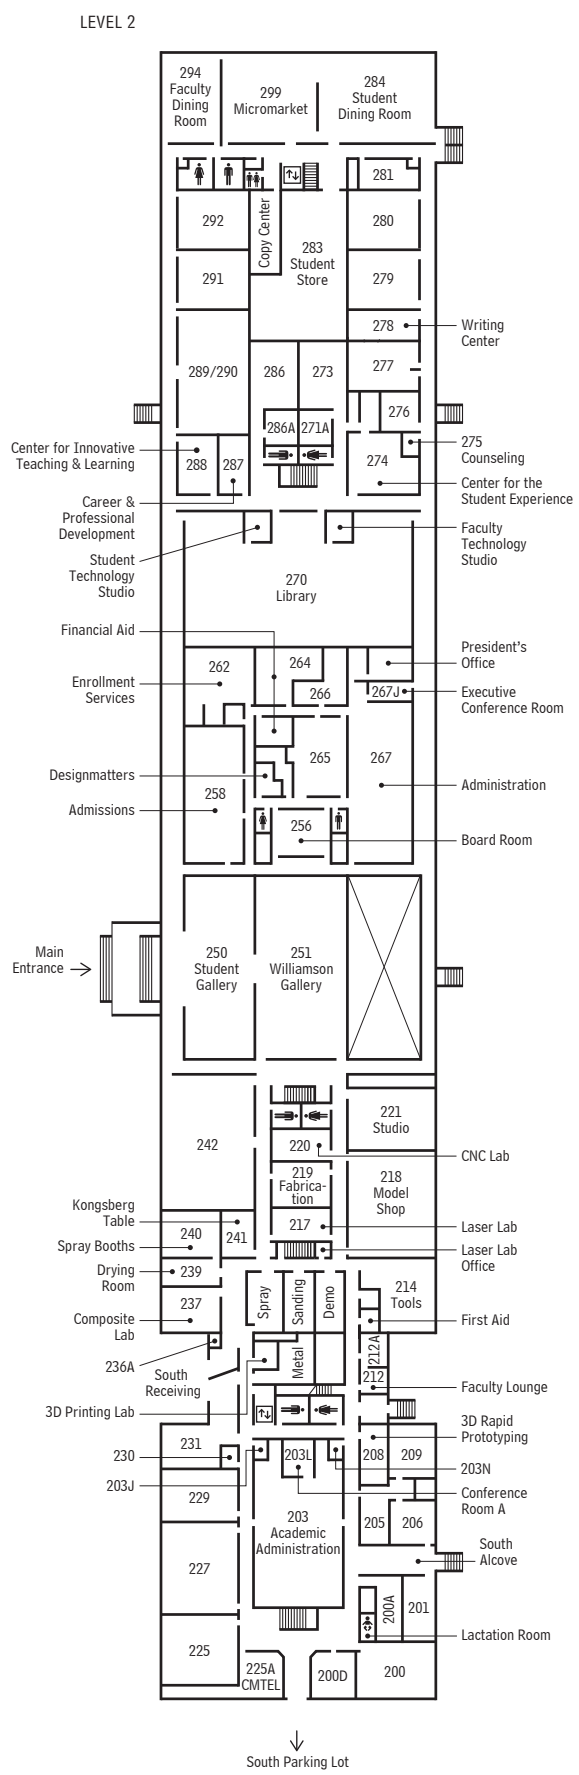 LEVEL 2
294
Faculty
Dining
Room
299
Micromarket
284
Student
Dining Room
281
292
Copy Center
280
283
Student
Store
291
279
278
Writing
Center
289/290
286
273
277
286A
271A
276
Center for Innovative
Teaching & Learning
288
287
275
Counseling
274
Center for the
Student Experience
Career &
Professional
Development
Student
Technology
Studio
Faculty
Technology
Studio
270
Library
Financial Aid
262
264
President's
Office
Enrollment
Services
266
267J
Executive
Conference Room
265
267
Designmatters
Administration
258
Admissions
256
Board Room
Main
Entrance
250
Student
Gallery
251
Williamson
Gallery
221
Studio
242
220
CNC Lab
219
Fabrica-
tion
218
Model
Shop
Kongsberg
Table
217
Laser Lab
240
241
Spray Booths
Laser Lab
Office
Drying
Room
239
Spray
Sanding
Demo
214
Tools
237
Composite
Lab
First Aid
236A
South
Receiving
Metal
212A
212
Faculty Lounge
3D Printing Lab
3D Rapid
Prototyping
231
230
203L
208
209
203J
203N
229
Conference
Room A
203
Academic
Administration
205
206
South
Alcove
227
200A
201
225
Lactation Room
225A
CMTEL
200D
200
South Parking Lot